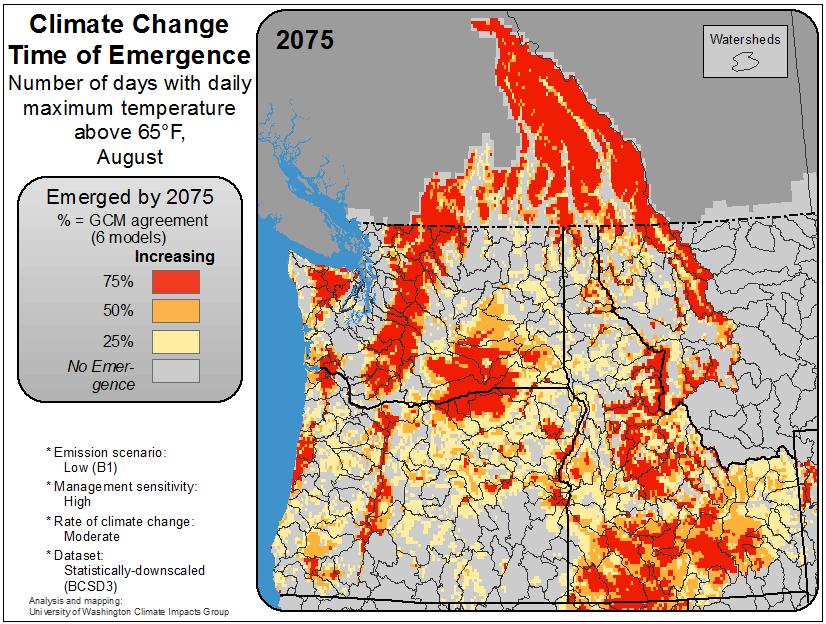 Climate Change
Time of Emergence
Number of days with daily
maximum temperature
above 65°F,
August
Emerged by 2075
% = GCM agreement
(6 models)
Increasing
75%
50%
25%
No Emer-
gence
* Emission scenario:
Low (B1)
* Management sensitivity:
High
* Rate of climate change:
Moderate
* Dataset:
Statistically-downscaled
(BCSD3)
Analysis and mapping:
University of Washington Climate Impacts Group
2075
Watersheds